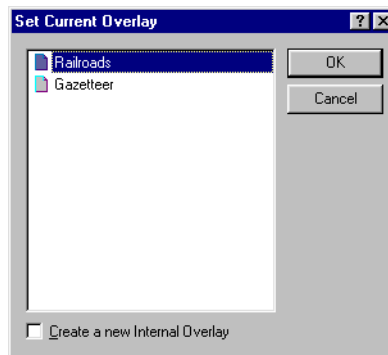 Set Current Overlay
Railroads
Gazetteer
OK
Cancel
Create a new Internal Overlay